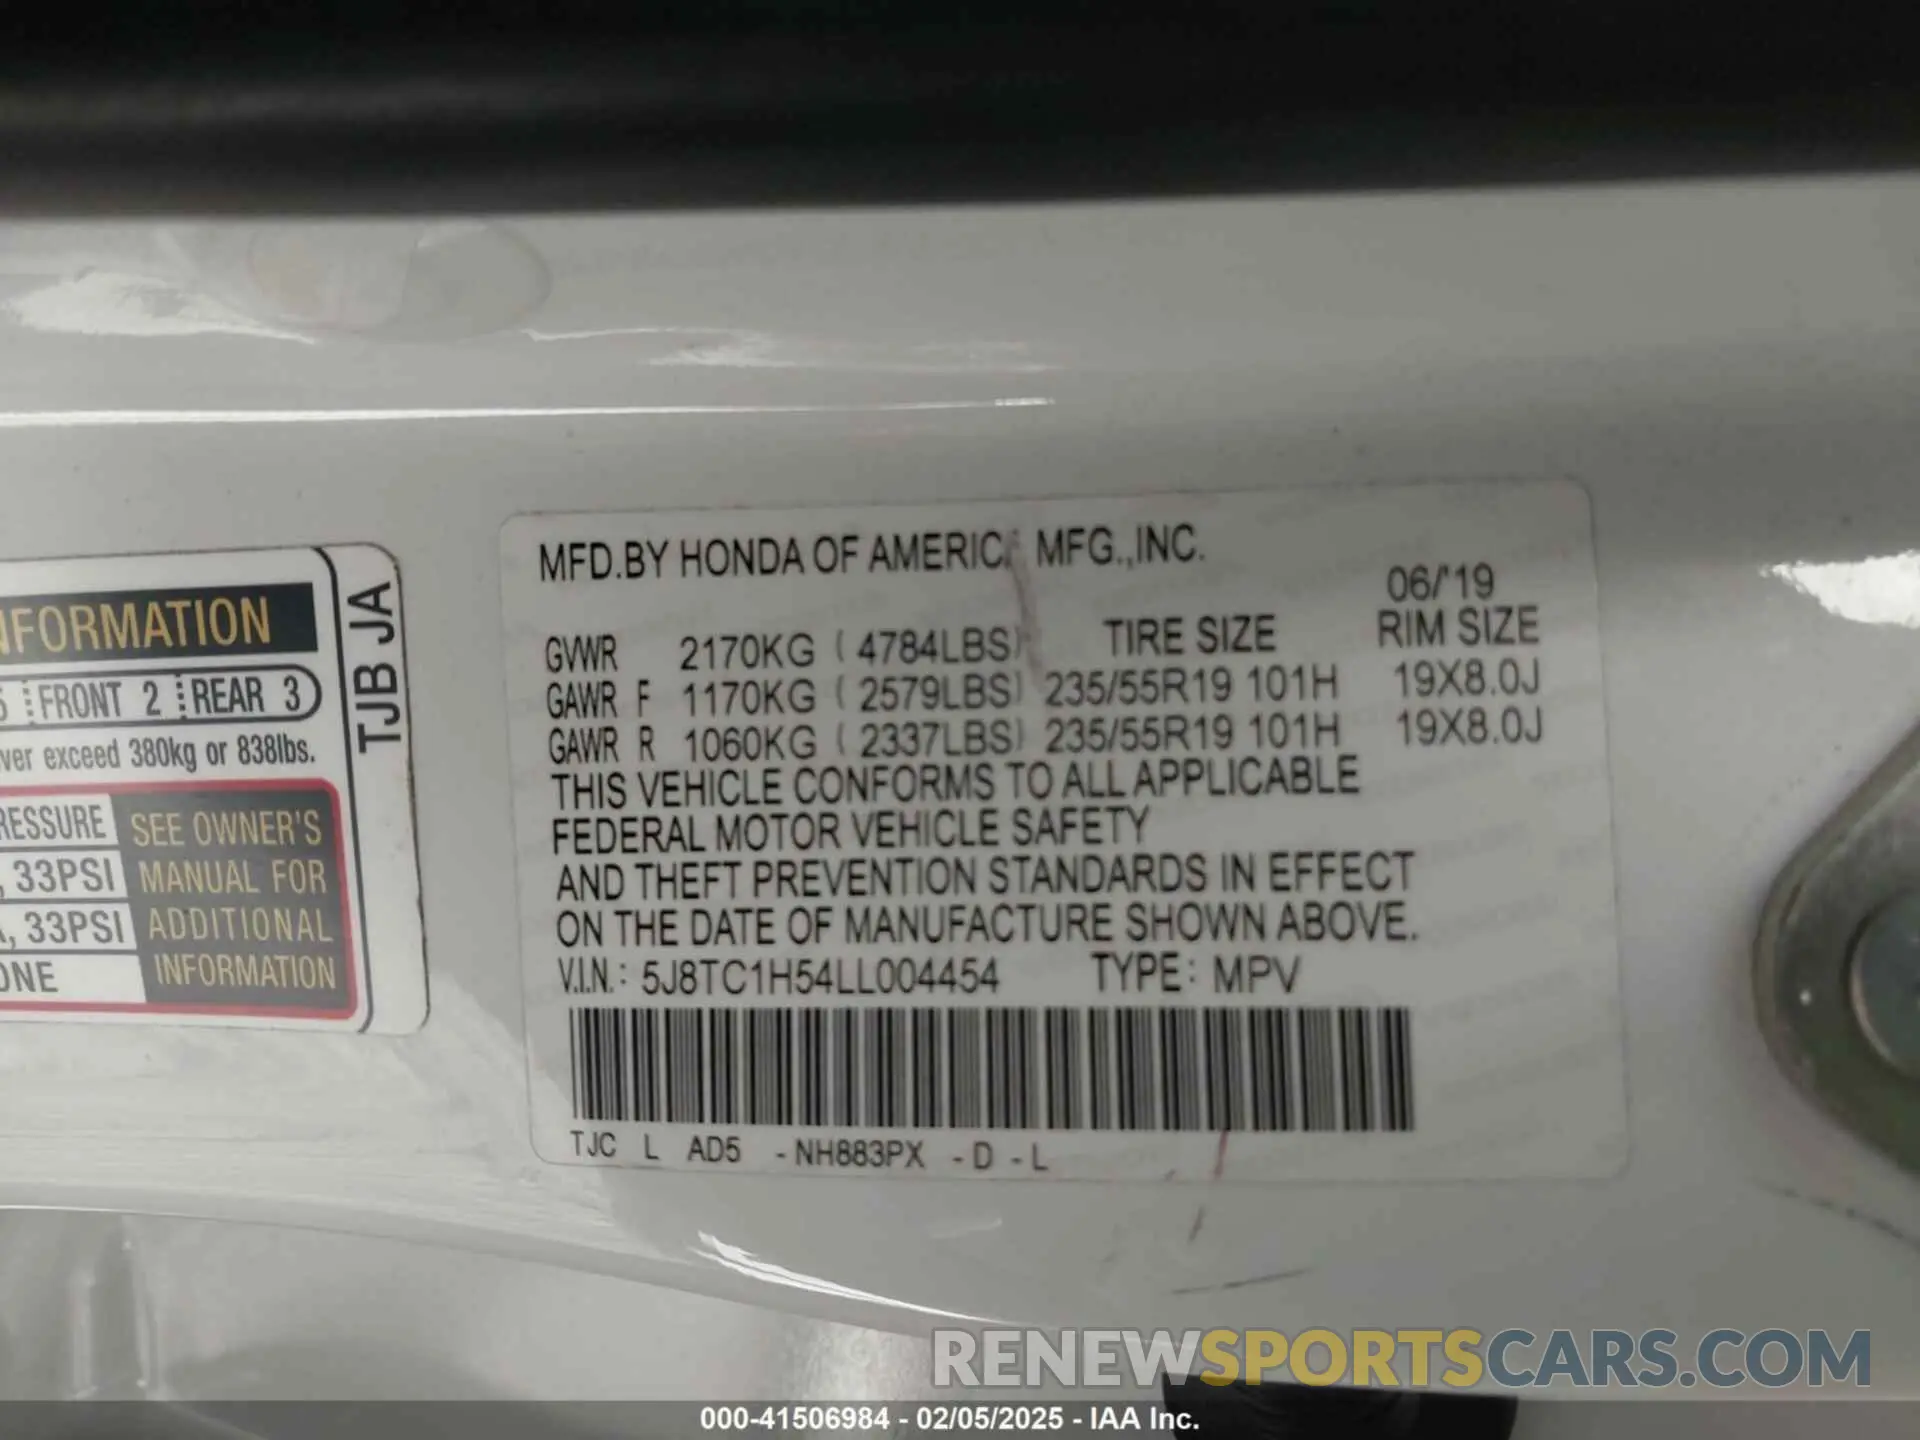 MFD.BY HONDA OF AMERICA MFG.,INC.
06/'19
GVWR 2170KG (4784LBS) TIRE SIZE RIM SIZE
GAWR F 1170KG (2579LBS) 235/55R19 101H 19X8.0J
GAWR R 1060KG (2337LBS) 235/55R19 101H 19X8.0J
THIS VEHICLE CONFORMS TO ALL APPLICABLE
FEDERAL MOTOR VEHICLE SAFETY
AND THEFT PREVENTION STANDARDS IN EFFECT
ON THE DATE OF MANUFACTURE SHOWN ABOVE.
V.I.N.: 5J8TC1H54LL004454 TYPE: MPV
TJC L AD5 -NH883PX -D -L
NFORMATION
5 FRONT 2 REAR 3
ver exceed 380kg or 838lbs.
RESSURE
, 33PSI
, 33PSI
ONE
SEE OWNER'S
MANUAL FOR
ADDITIONAL
INFORMATION
TJB JA
RENEWSPORTSCARS.COM
000-41506984 - 02/05/2025 - IAA Inc.